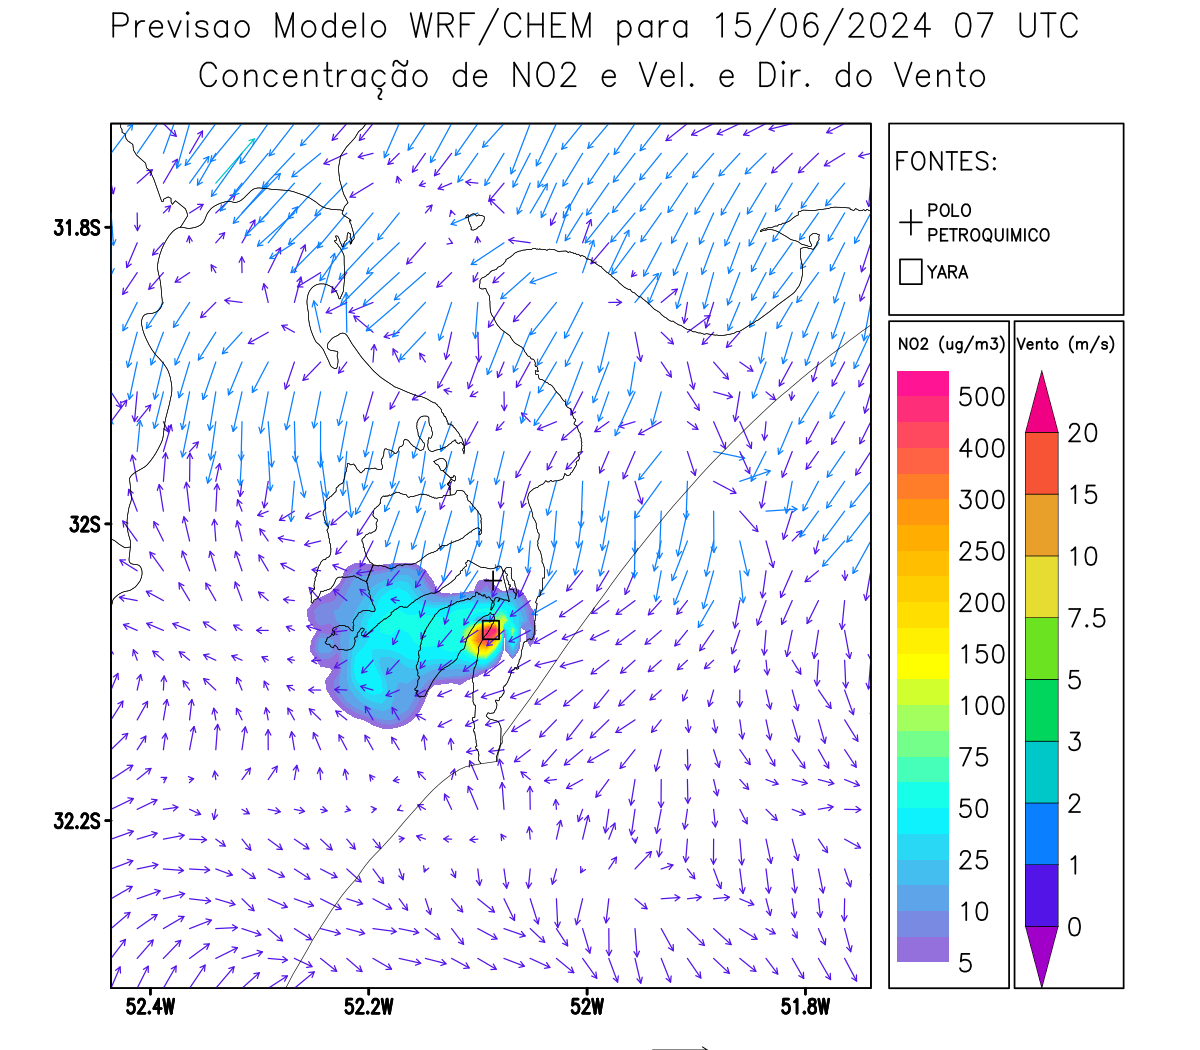 Previsao Modelo WRF/CHEM para 15/06/2024 07 UTC
Concentração de NO2 e Vel. e Dir. do Vento
FONTES:
POLO
PETROQUIMICO
YARA
NO2 (ug/m3)
500
400
300
250
200
150
100
75
50
25
10
5
Vento (m/s)
20
15
10
7.5
5
3
2
1
0
31.8S
32S
32.2S
52.4W
52.2W
52W
51.8W